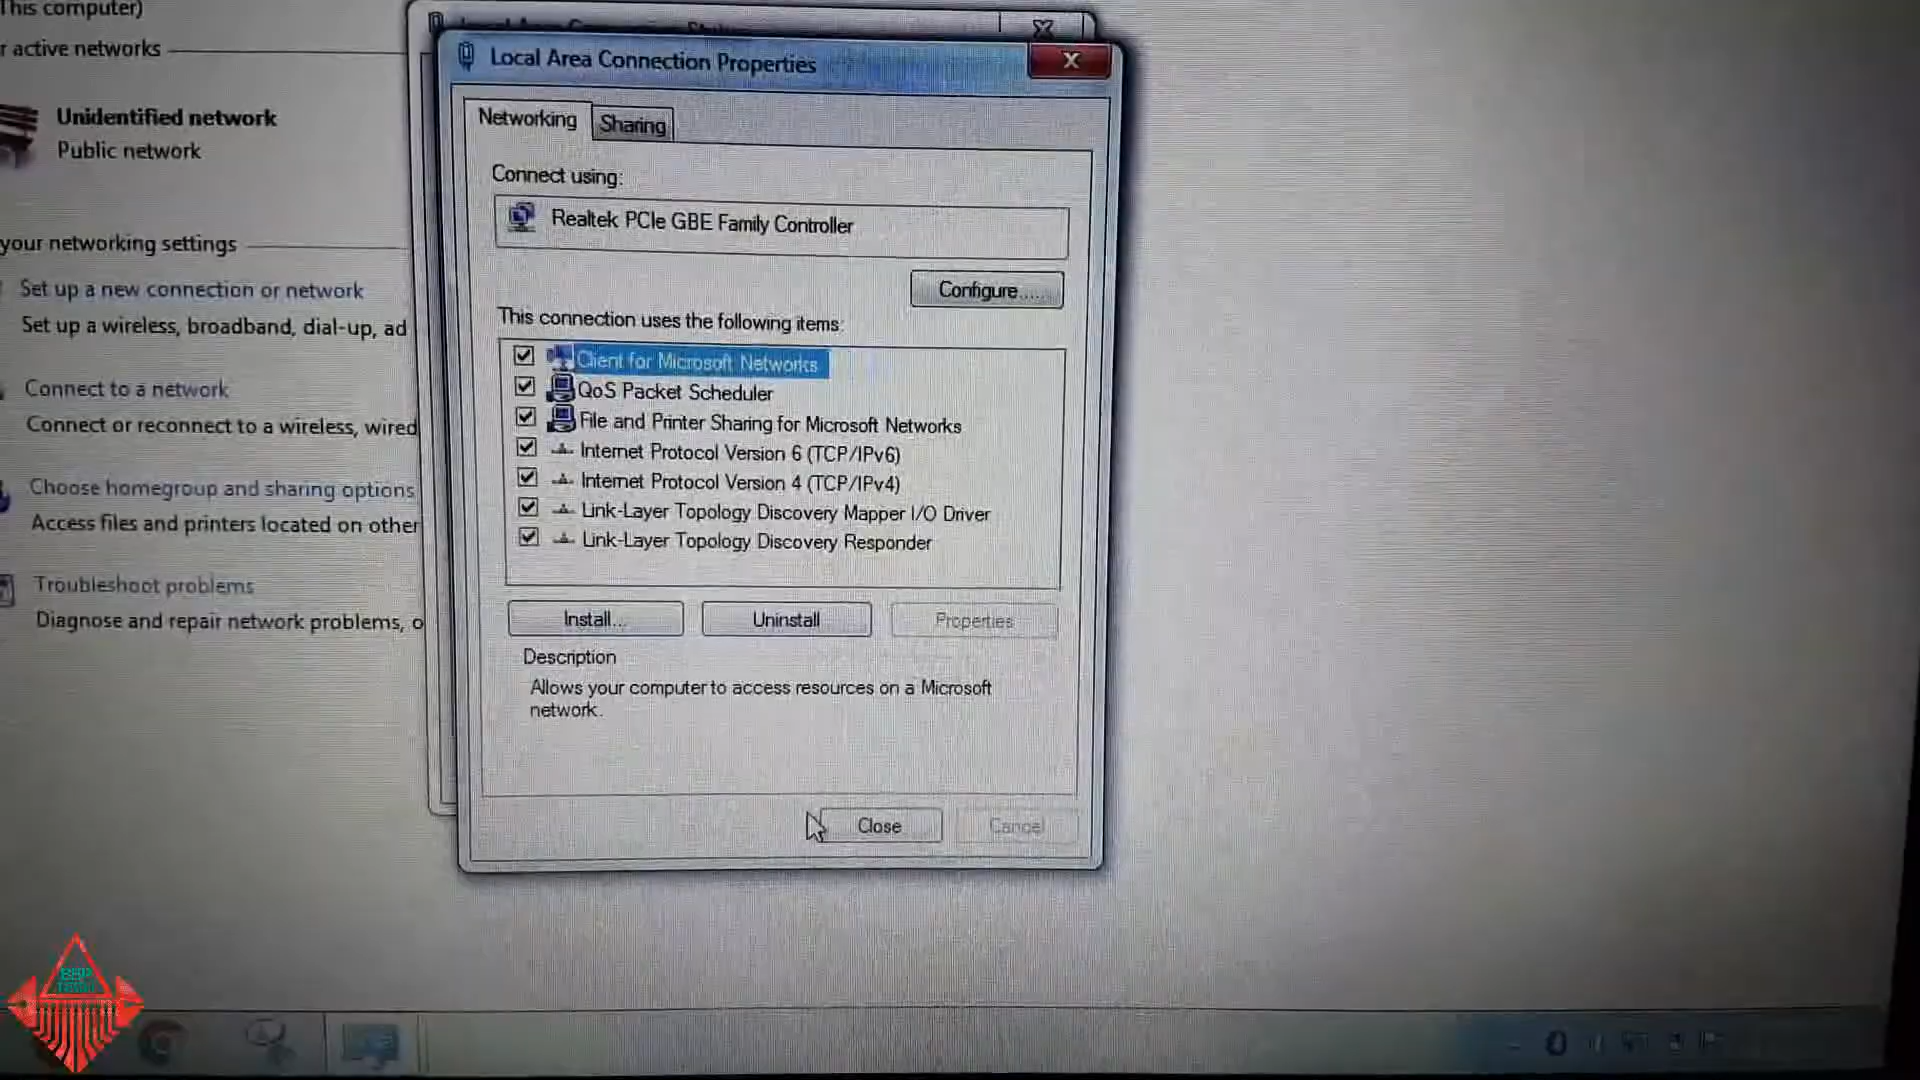 This computer)
r active networks
Unidentified network
Public network
your networking settings
Set up a new connection or network
Set up a wireless, broadband, dial-up, ad
Connect to a network
Connect or reconnect to a wireless, wired
Choose homegroup and sharing options
Access files and printers located on other
Troubleshoot problems
Diagnose and repair network problems, o
Local Area Connection Properties
X
Networking
Sharing
Connect using:
Realtek PCIe GBE Family Controller
Configure...
This connection uses the following items:
Client for Microsoft Networks
QoS Packet Scheduler
File and Printer Sharing for Microsoft Networks
Internet Protocol Version 6 (TCP/IPv6)
Internet Protocol Version 4 (TCP/IPv4)
Link-Layer Topology Discovery Mapper I/O Driver
Link-Layer Topology Discovery Responder
Install...
Uninstall
Properties
Description
Allows your computer to access resources on a Microsoft
network.
Close
Cancel